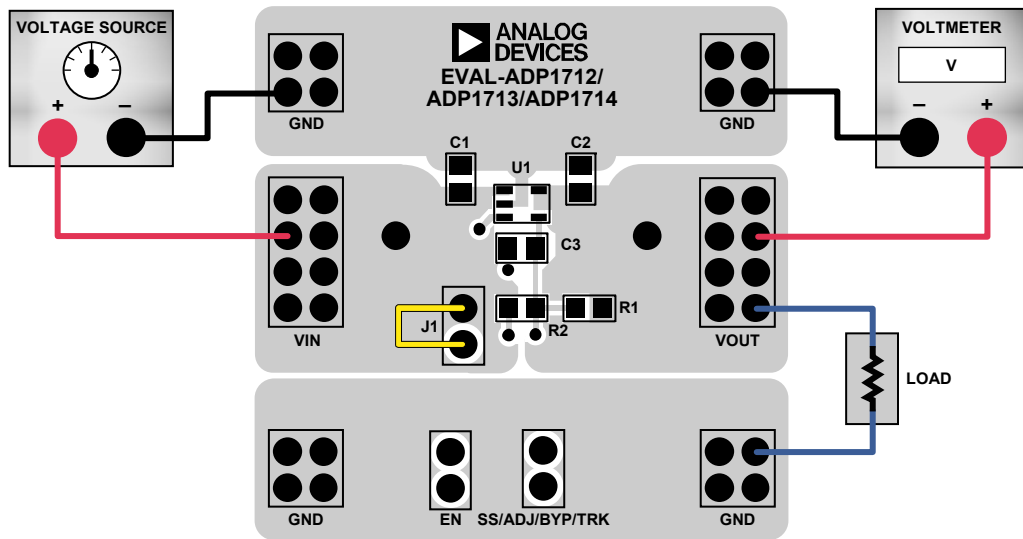 VOLTAGE SOURCE
+ –
ANALOG
DEVICES
EVAL-ADP1712/
ADP1713/ADP1714
VOLTMETER
V
– +
GND
GND
C1
C2
U1
C3
J1
R1
R2
VIN
VOUT
LOAD
GND
EN
SS/ADJ/BYP/TRK
GND